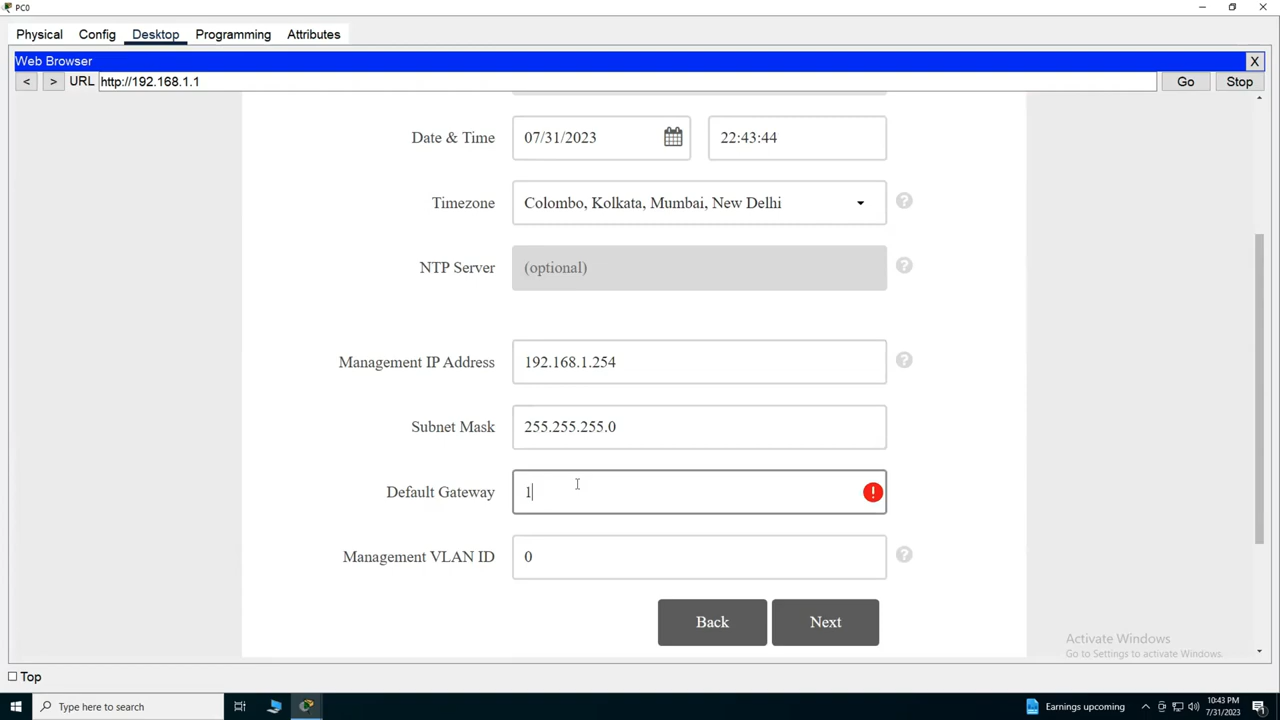 PC0
Physical Config Desktop Programming Attributes
Web Browser X
< > URL http://192.168.1.1 Go Stop
Date & Time 07/31/2023 22:43:44
Timezone Colombo, Kolkata, Mumbai, New Delhi ?
NTP Server (optional) ?
Management IP Address 192.168.1.254 ?
Subnet Mask 255.255.255.0
Default Gateway 1 !
Management VLAN ID 0 ?
Back Next
Activate Windows
Go to Settings to activate Windows.
Top
Type here to search Earnings upcoming 10:43 PM
7/31/2023 1